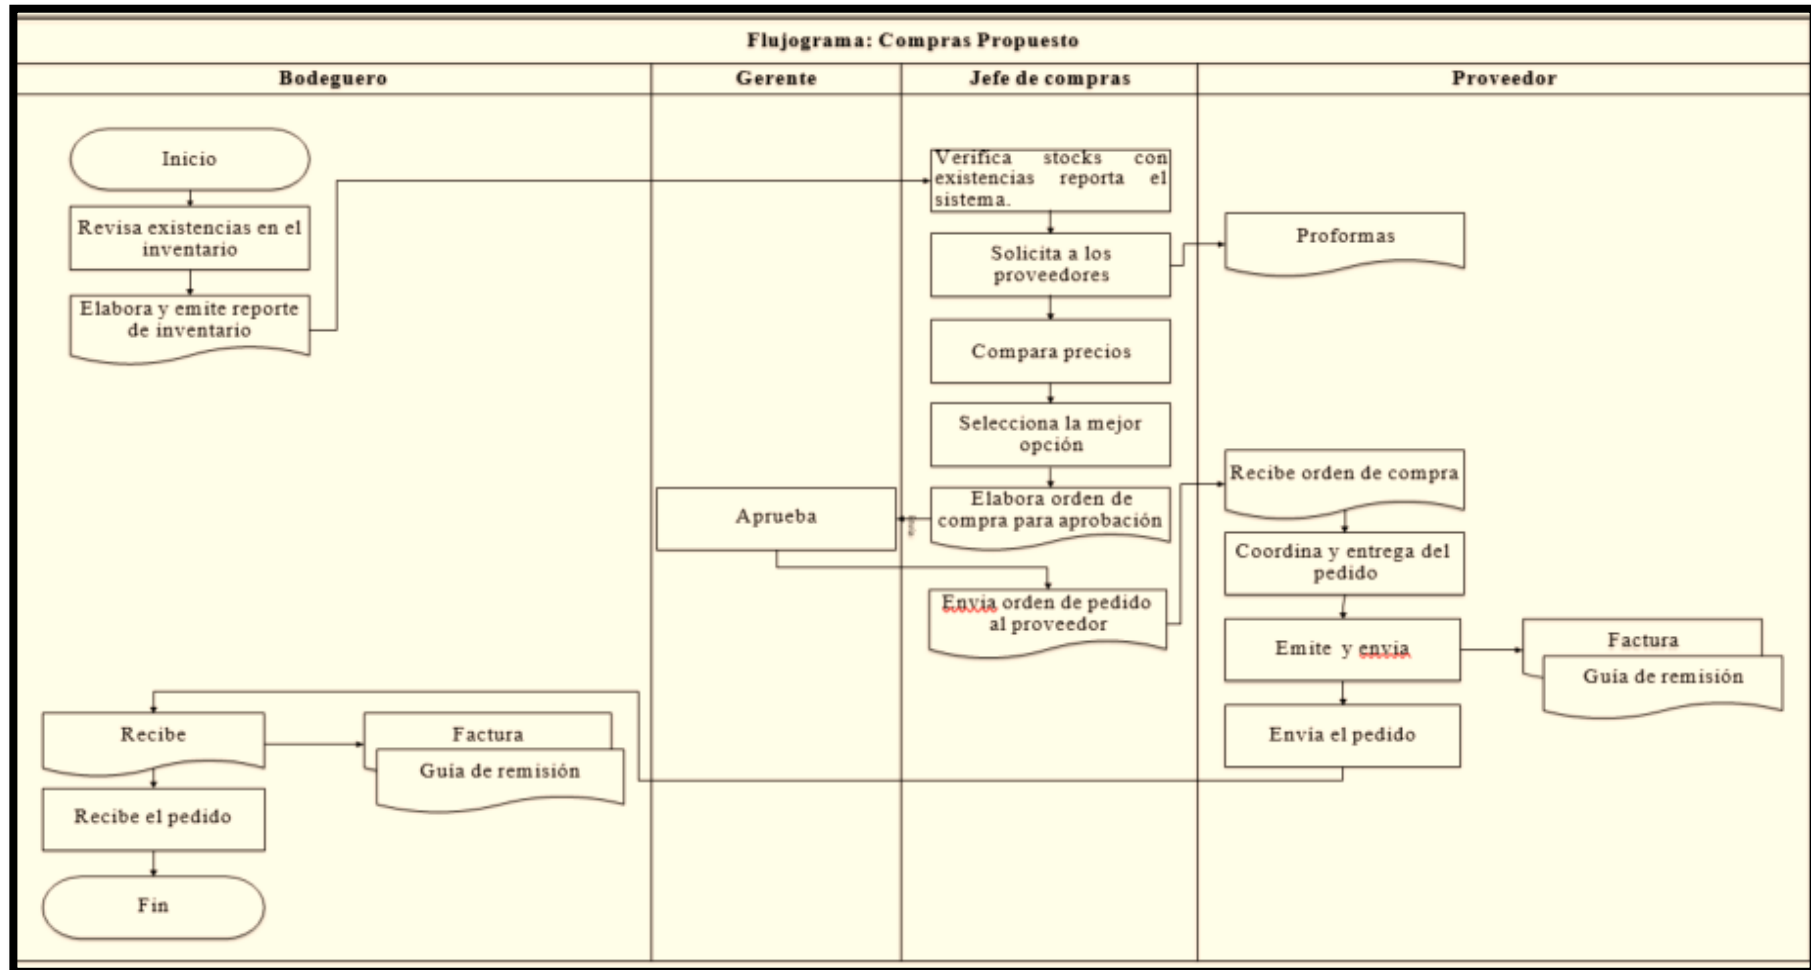 Flujograma: Compras Propuesto
Bodeguero
Gerente
Jefe de compras
Proveedor
Inicio
Revisa existencias en el
inventario
Elabora y emite reporte
de inventario
Verifica stocks con
existencias reporta el
sistema.
Solicita a los
proveedores
Proformas
Compara precios
Selecciona la mejor
opción
Elabora orden de
compra para aprobación
Aprueba
Envia orden de pedido
al proveedor
Recibe orden de compra
Coordina y entrega del
pedido
Emite y envia
Factura
Guía de remisión
Envía el pedido
Recibe
Factura
Guía de remisión
Recibe el pedido
Fin